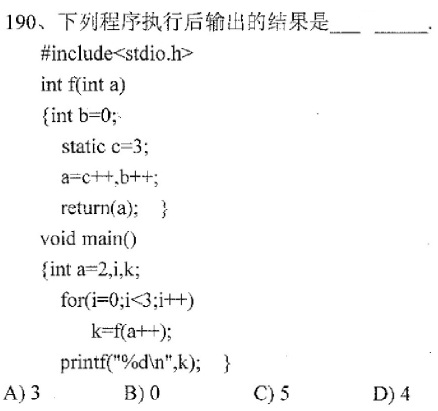 190、下列程序执行后输出的结果是___ _____.
#include<stdio.h>
int f(int a)
{int b=0;
static c=3;
a=c++,b++;
return(a); }
void main()
{int a=2,i,k;
for(i=0;i<3;i++)
k=f(a++);
printf("%d\n",k); }
A) 3 B) 0 C) 5 D) 4